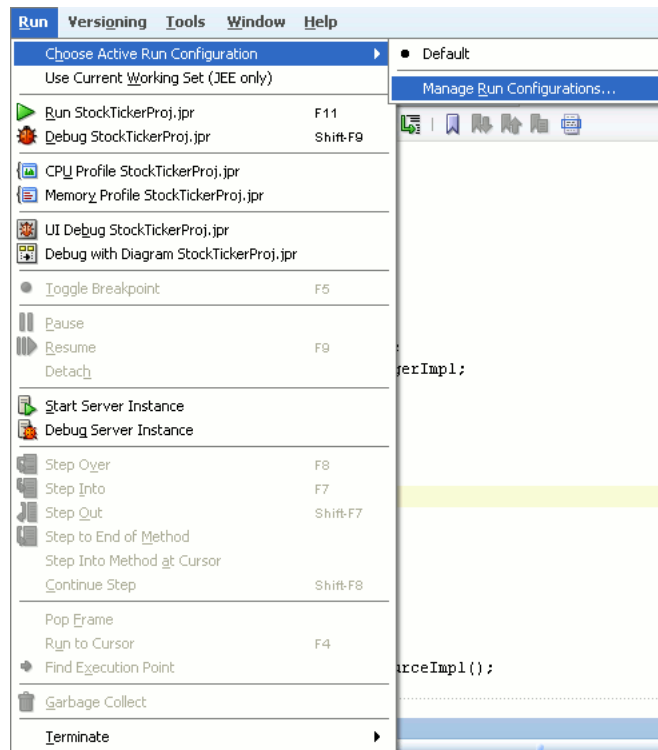 Run Versioning Tools Window Help
Choose Active Run Configuration
Default
Use Current Working Set (JEE only)
Manage Run Configurations...
Run StockTickerProj.jpr F11
Debug StockTickerProj.jpr Shift-F9
CPU Profile StockTickerProj.jpr
Memory Profile StockTickerProj.jpr
UI Debug StockTickerProj.jpr
Debug with Diagram StockTickerProj.jpr
Toggle Breakpoint F5
Pause
Resume F9
Detach
gerImpl;
Start Server Instance
Debug Server Instance
Step Over F8
Step Into F7
Step Out Shift-F7
Step to End of Method
Step Into Method at Cursor
Continue Step Shift-F8
Pop Frame
Run to Cursor F4
Find Execution Point
urceImpl();
Garbage Collect
Terminate